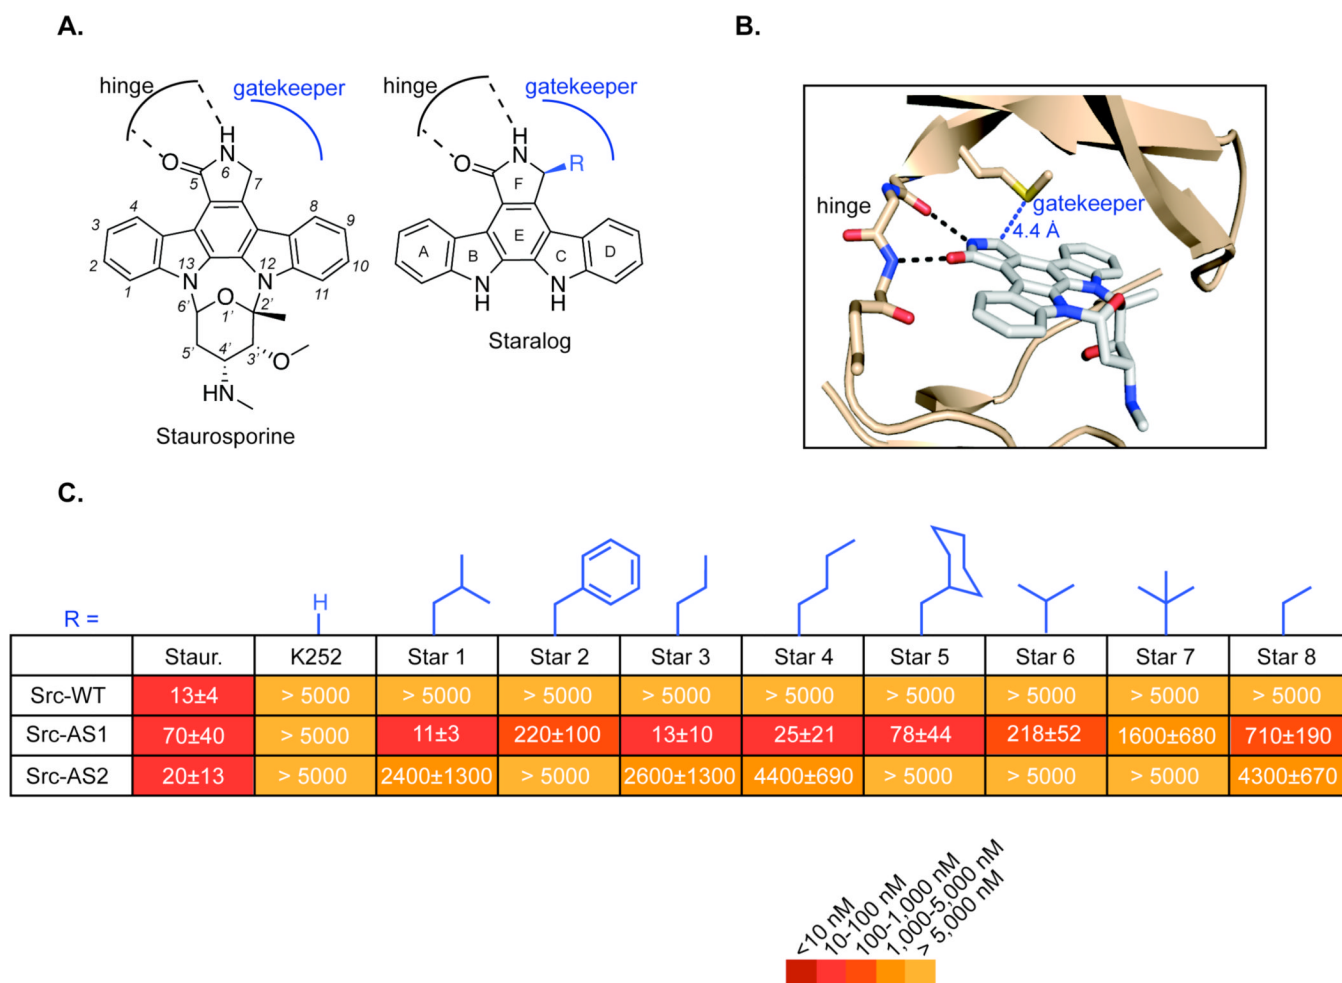 A.
B.
hinge
gatekeeper
hinge
gatekeeper
H
N
6
O
5
7
4
8
3
9
2
10
1
11
13
12
N
N
6'
O
2'
1'
5'
4'
3'
O
HN
Staurosporine
H
N
O
R
F
A
B
E
C
D
N
H
N
H
Staralog
hinge
gatekeeper
4.4 Å
C.
R =
H
Staur. K252 Star 1 Star 2 Star 3 Star 4 Star 5 Star 6 Star 7 Star 8
Src-WT 13±4 > 5000 > 5000 > 5000 > 5000 > 5000 > 5000 > 5000 > 5000 > 5000
Src-AS1 70±40 > 5000 11±3 220±100 13±10 25±21 78±44 218±52 1600±680 710±190
Src-AS2 20±13 > 5000 2400±1300 > 5000 2600±1300 4400±690 > 5000 > 5000 > 5000 4300±670
<10 nM
10-100 nM
100-1,000 nM
1,000-5,000 nM
> 5,000 nM